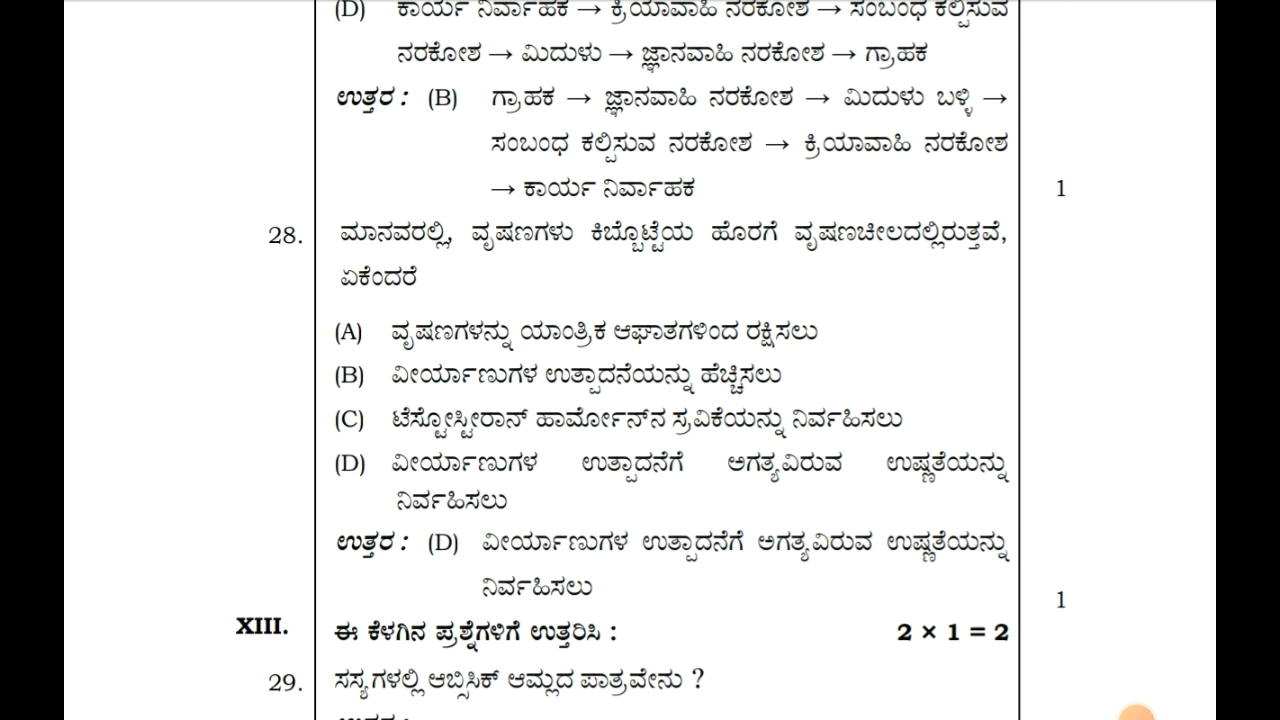 (D) ಕಾರ್ಯ ನಿರ್ವಾಹಕ → ಕ್ರಿಯಾವಾಹಿ ನರಕೋಶ → ಸಂಬಂಧ ಕಲ್ಪಿಸುವ
ನರಕೋಶ → ಮಿದುಳು → ಜ್ಞಾನವಾಹಿ ನರಕೋಶ → ಗ್ರಾಹಕ
ಉತ್ತರ : (B) ಗ್ರಾಹಕ → ಜ್ಞಾನವಾಹಿ ನರಕೋಶ → ಮಿದುಳು ಬಳ್ಳಿ →
ಸಂಬಂಧ ಕಲ್ಪಿಸುವ ನರಕೋಶ → ಕ್ರಿಯಾವಾಹಿ ನರಕೋಶ
→ ಕಾರ್ಯ ನಿರ್ವಾಹಕ 1
28. ಮಾನವರಲ್ಲಿ, ವೃಷಣಗಳು ಕಿಬ್ಬೊಟ್ಟೆಯ ಹೊರಗೆ ವೃಷಣಚೀಲದಲ್ಲಿರುತ್ತವೆ,
ಏಕೆಂದರೆ
(A) ವೃಷಣಗಳನ್ನು ಯಾಂತ್ರಿಕ ಆಘಾತಗಳಿಂದ ರಕ್ಷಿಸಲು
(B) ವೀರ್ಯಾಣುಗಳ ಉತ್ಪಾದನೆಯನ್ನು ಹೆಚ್ಚಿಸಲು
(C) ಟೆಸ್ಟೋಸ್ಟೀರಾನ್ ಹಾರ್ಮೋನ್‌ನ ಸ್ರವಿಕೆಯನ್ನು ನಿರ್ವಹಿಸಲು
(D) ವೀರ್ಯಾಣುಗಳ ಉತ್ಪಾದನೆಗೆ ಅಗತ್ಯವಿರುವ ಉಷ್ಣತೆಯನ್ನು
ನಿರ್ವಹಿಸಲು
ಉತ್ತರ : (D) ವೀರ್ಯಾಣುಗಳ ಉತ್ಪಾದನೆಗೆ ಅಗತ್ಯವಿರುವ ಉಷ್ಣತೆಯನ್ನು
ನಿರ್ವಹಿಸಲು 1
XIII. ಈ ಕೆಳಗಿನ ಪ್ರಶ್ನೆಗಳಿಗೆ ಉತ್ತರಿಸಿ : 2 × 1 = 2
29. ಸಸ್ಯಗಳಲ್ಲಿ ಆಬ್ಸಿಸಿಕ್ ಆಮ್ಲದ ಪಾತ್ರವೇನು ?